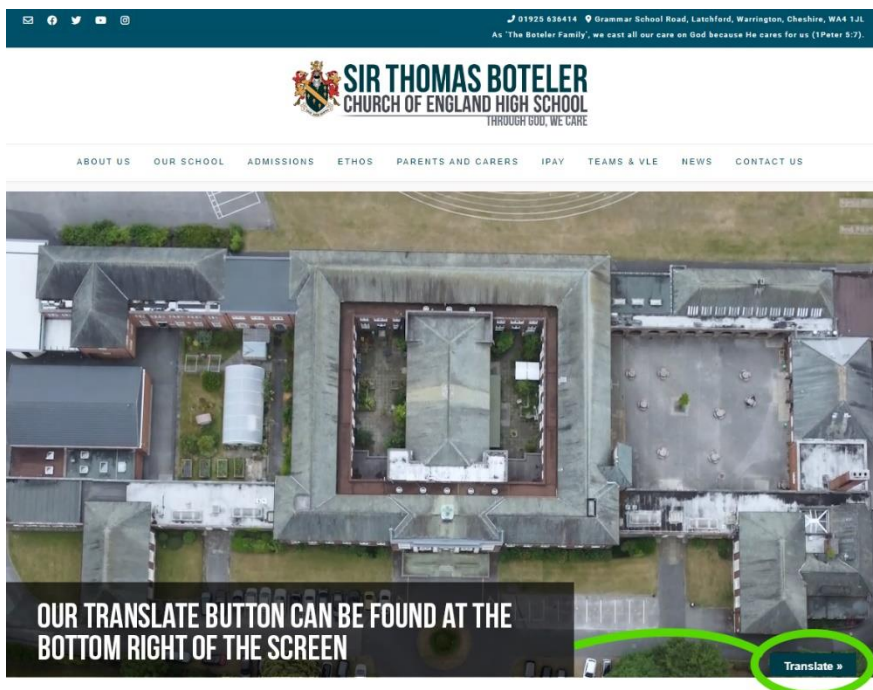 01925 636414 Grammar School Road, Latchford, Warrington, Cheshire, WA4 1JL
As 'The Boteler Family', we cast all our care on God because He cares for us (1Peter 5:7).
SIR THOMAS BOTELER
CHURCH OF ENGLAND HIGH SCHOOL
THROUGH GOD, WE CARE
ABOUT US OUR SCHOOL ADMISSIONS ETHOS PARENTS AND CARERS IPAY TEAMS & VLE NEWS CONTACT US
OUR TRANSLATE BUTTON CAN BE FOUND AT THE
BOTTOM RIGHT OF THE SCREEN
Translate »